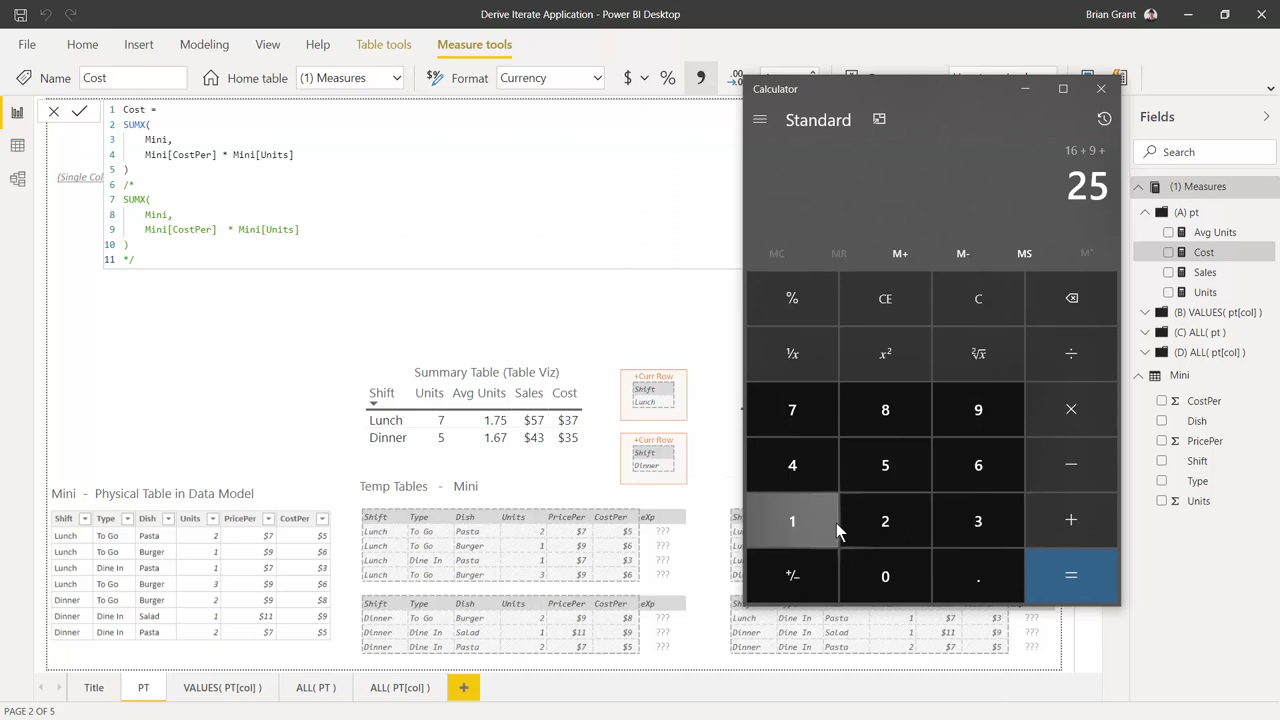 Derive Iterate Application - Power BI Desktop
Brian Grant
File Home Insert Modeling View Help Table tools Measure tools
Name Cost Home table (1) Measures Format Currency $ % , .00
1 Cost =
2 SUMX(
3 Mini,
4 Mini[CostPer] * Mini[Units]
5 )
6 /*
7 SUMX(
8 Mini,
9 Mini[CostPer] * Mini[Units]
10 )
11 */
(Single Col
Calculator
Standard
16 + 9 +
25
MC MR M+ M- MS M˅
% CE C
¹/x x² ²√x ÷
7 8 9 ×
4 5 6 −
1 2 3 +
+/− 0 . =
Fields
Search
(1) Measures
(A) pt
Avg Units
Cost
Sales
Units
(B) VALUES( pt[col] )
(C) ALL( pt )
(D) ALL( pt[col] )
Mini
Σ CostPer
Dish
Σ PricePer
Shift
Type
Σ Units
Summary Table (Table Viz)
Shift Units Avg Units Sales Cost
Lunch 7 1.75 $57 $37
Dinner 5 1.67 $43 $35
+Curr Row
Shift
Lunch
+Curr Row
Shift
Dinner
Mini - Physical Table in Data Model
Shift Type Dish Units PricePer CostPer
Lunch To Go Pasta 2 $7 $5
Lunch To Go Burger 1 $9 $6
Lunch Dine In Pasta 1 $7 $3
Lunch To Go Burger 3 $9 $6
Dinner To Go Burger 2 $9 $8
Dinner Dine In Salad 1 $11 $9
Dinner Dine In Pasta 2 $7 $5
Temp Tables - Mini
Shift Type Dish Units PricePer CostPer eXp
Lunch To Go Pasta 2 $7 $5 ???
Lunch To Go Burger 1 $9 $6 ???
Lunch Dine In Pasta 1 $7 $3 ???
Lunch To Go Burger 3 $9 $6 ???
Shift Type Dish Units PricePer CostPer eXp
Dinner To Go Burger 2 $9 $8 ???
Dinner Dine In Salad 1 $11 $9 ???
Dinner Dine In Pasta 2 $7 $5 ???
Lunch Dine In Pasta 1 $7 $3 ???
Dinner Dine In Salad 1 $11 $9 ???
Dinner Dine In Pasta 2 $7 $5 ???
Title PT VALUES( PT[col] ) ALL( PT ) ALL( PT[col] ) +
PAGE 2 OF 5